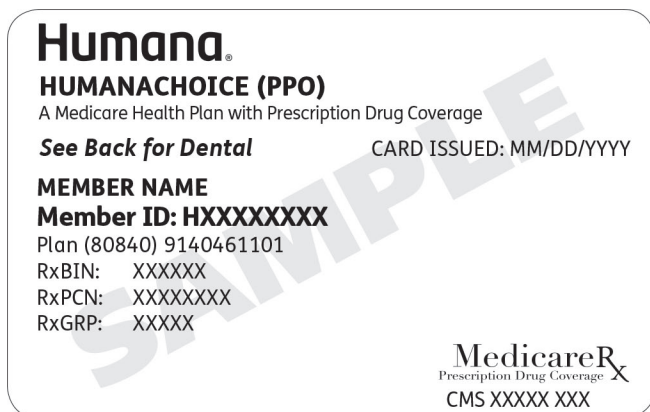 Humana®
HUMANACHOICE (PPO)
A Medicare Health Plan with Prescription Drug Coverage
See Back for Dental CARD ISSUED: MM/DD/YYYY
MEMBER NAME
Member ID: HXXXXXXXX
Plan (80840) 9140461101
RxBIN: XXXXXX
RxPCN: XXXXXXXX
RxGRP: XXXXX
SAMPLE
MedicareRx
Prescription Drug Coverage
CMS XXXXX XXX